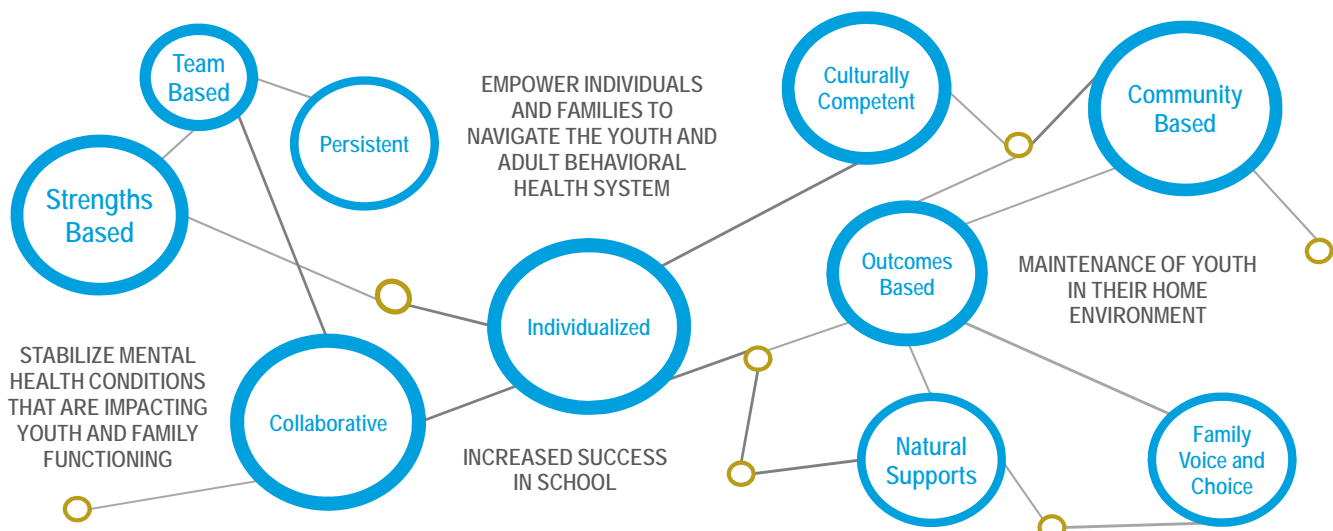 Team
Based
Persistent
Strengths
Based
EMPOWER INDIVIDUALS
AND FAMILIES TO
NAVIGATE THE YOUTH AND
ADULT BEHAVIORAL
HEALTH SYSTEM
Culturally
Competent
Community
Based
Outcomes
Based
MAINTENANCE OF YOUTH
IN THEIR HOME
ENVIRONMENT
Individualized
STABILIZE MENTAL
HEALTH CONDITIONS
THAT ARE IMPACTING
YOUTH AND FAMILY
FUNCTIONING
Collaborative
INCREASED SUCCESS
IN SCHOOL
Natural
Supports
Family
Voice and
Choice